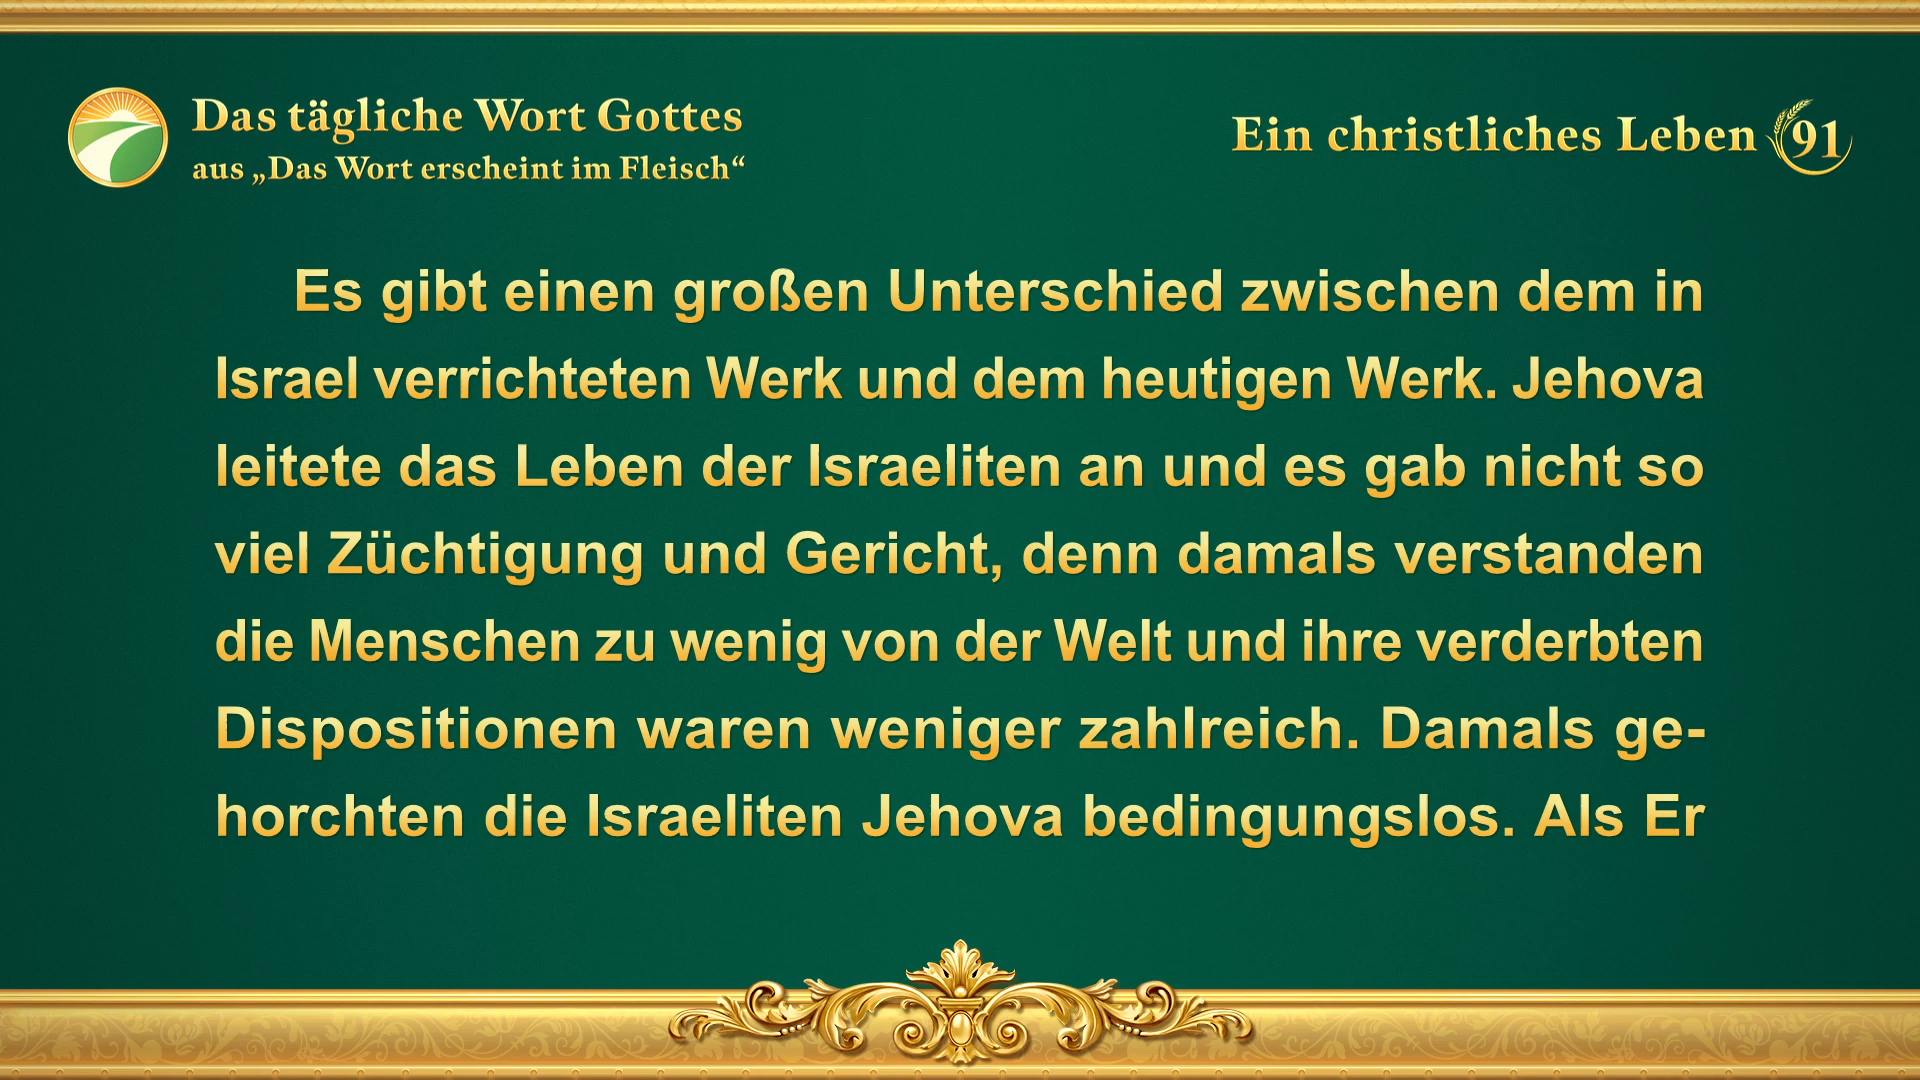 Das tägliche Wort Gottes
aus „Das Wort erscheint im Fleisch“
Ein christliches Leben 91
Es gibt einen großen Unterschied zwischen dem in
Israel verrichteten Werk und dem heutigen Werk. Jehova
leitete das Leben der Israeliten an und es gab nicht so
viel Züchtigung und Gericht, denn damals verstanden
die Menschen zu wenig von der Welt und ihre verderbten
Dispositionen waren weniger zahlreich. Damals ge-
horchten die Israeliten Jehova bedingungslos. Als Er